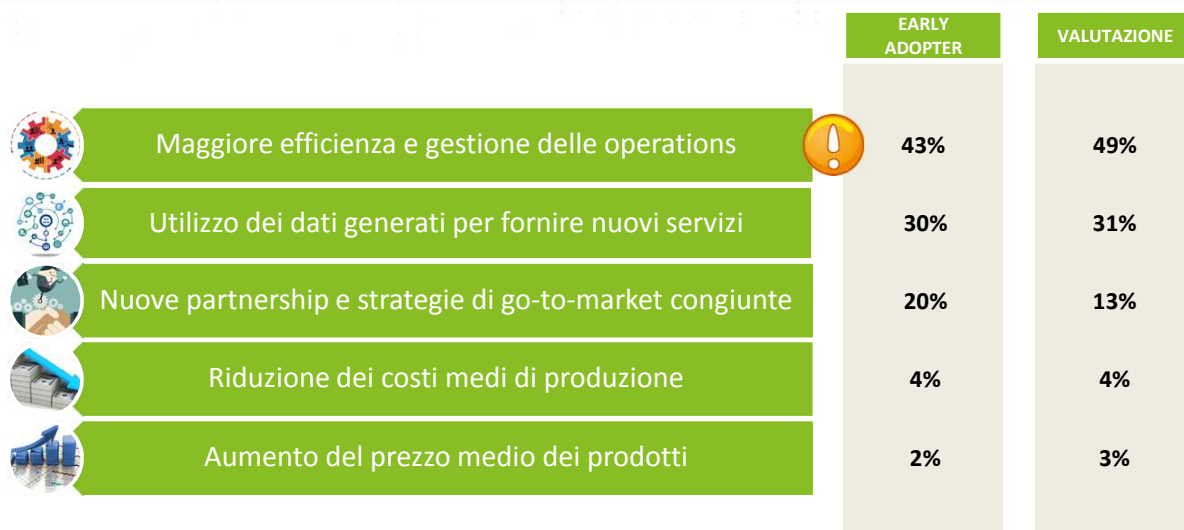 EARLY
ADOPTER
VALUTAZIONE
Maggiore efficienza e gestione delle operations 43% 49%
Utilizzo dei dati generati per fornire nuovi servizi 30% 31%
Nuove partnership e strategie di go-to-market congiunte 20% 13%
Riduzione dei costi medi di produzione 4% 4%
Aumento del prezzo medio dei prodotti 2% 3%